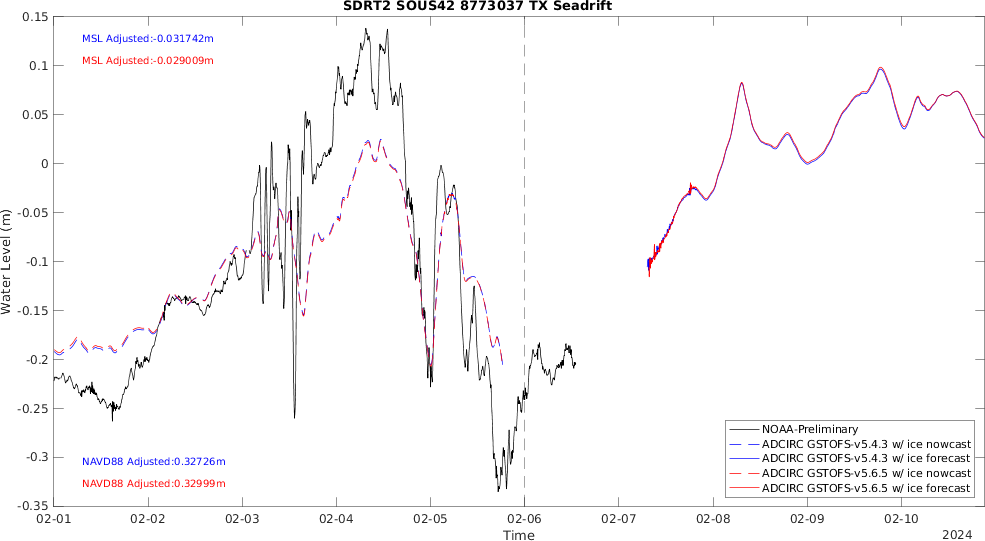 SDRT2 SOUS42 8773037 TX Seadrift
0.15
0.1
0.05
0
-0.05
-0.1
-0.15
-0.2
-0.25
-0.3
-0.35
Water Level (m)
MSL Adjusted:-0.031742m
MSL Adjusted:-0.029009m
NAVD88 Adjusted:0.32726m
NAVD88 Adjusted:0.32999m
NOAA-Preliminary
ADCIRC GSTOFS-v5.4.3 w/ ice nowcast
ADCIRC GSTOFS-v5.4.3 w/ ice forecast
ADCIRC GSTOFS-v5.6.5 w/ ice nowcast
ADCIRC GSTOFS-v5.6.5 w/ ice forecast
02-01 02-02 02-03 02-04 02-05 02-06 02-07 02-08 02-09 02-10
Time
2024